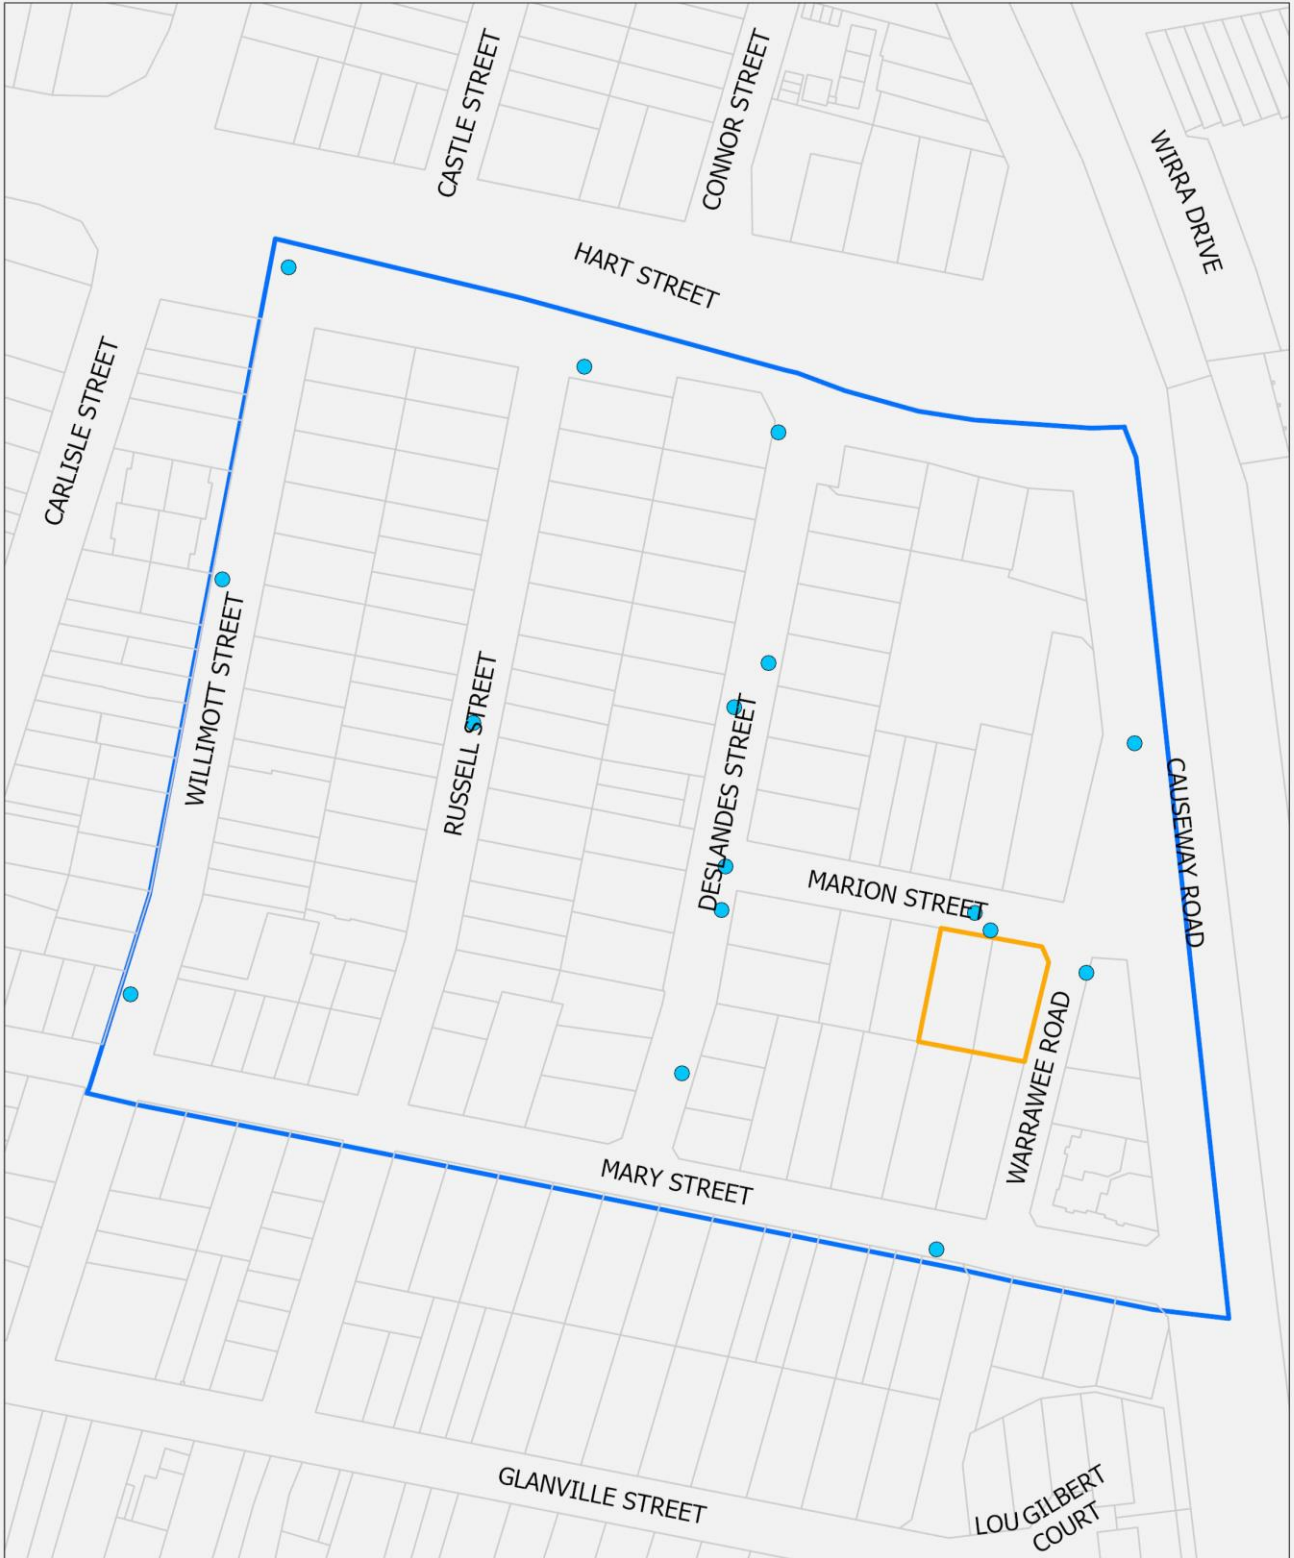 CASTLE STREET
CONNOR STREET
WIRRA DRIVE
HART STREET
CARLISLE STREET
WILLIMOTT STREET
RUSSELL STREET
DESLANDES STREET
CAUSEWAY ROAD
MARION STREET
WARRAWEE ROAD
MARY STREET
GLANVILLE STREET
LOU GILBERT
COURT